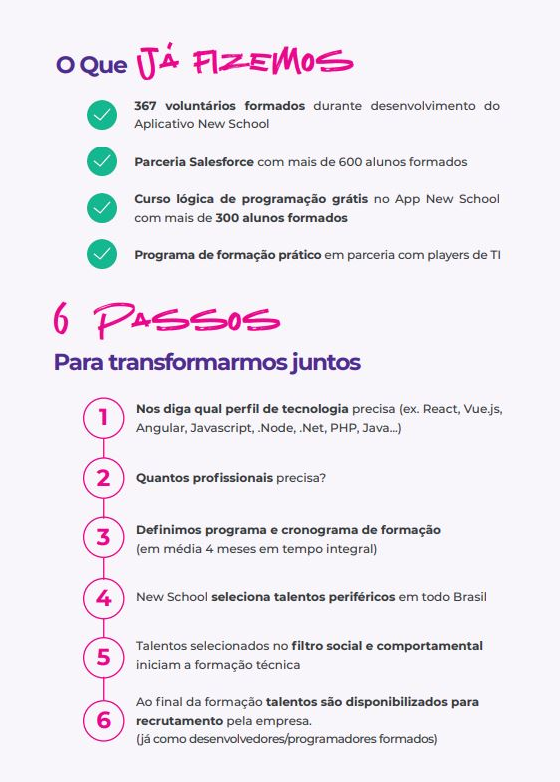 O Que JÁ FIZEMOS
367 voluntários formados durante desenvolvimento do
Aplicativo New School
Parceria Salesforce com mais de 600 alunos formados
Curso lógica de programação grátis no App New School
com mais de 300 alunos formados
Programa de formação prático em parceria com players de TI
6 PASSOS
Para transformarmos juntos
1
Nos diga qual perfil de tecnologia precisa (ex. React, Vue.js,
Angular, Javascript, .Node, .Net, PHP, Java...)
2
Quantos profissionais precisa?
3
Definimos programa e cronograma de formação
(em média 4 meses em tempo integral)
4
New School seleciona talentos periféricos em todo Brasil
5
Talentos selecionados no filtro social e comportamental
iniciam a formação técnica
6
Ao final da formação talentos são disponibilizados para
recrutamento pela empresa.
(já como desenvolvedores/programadores formados)